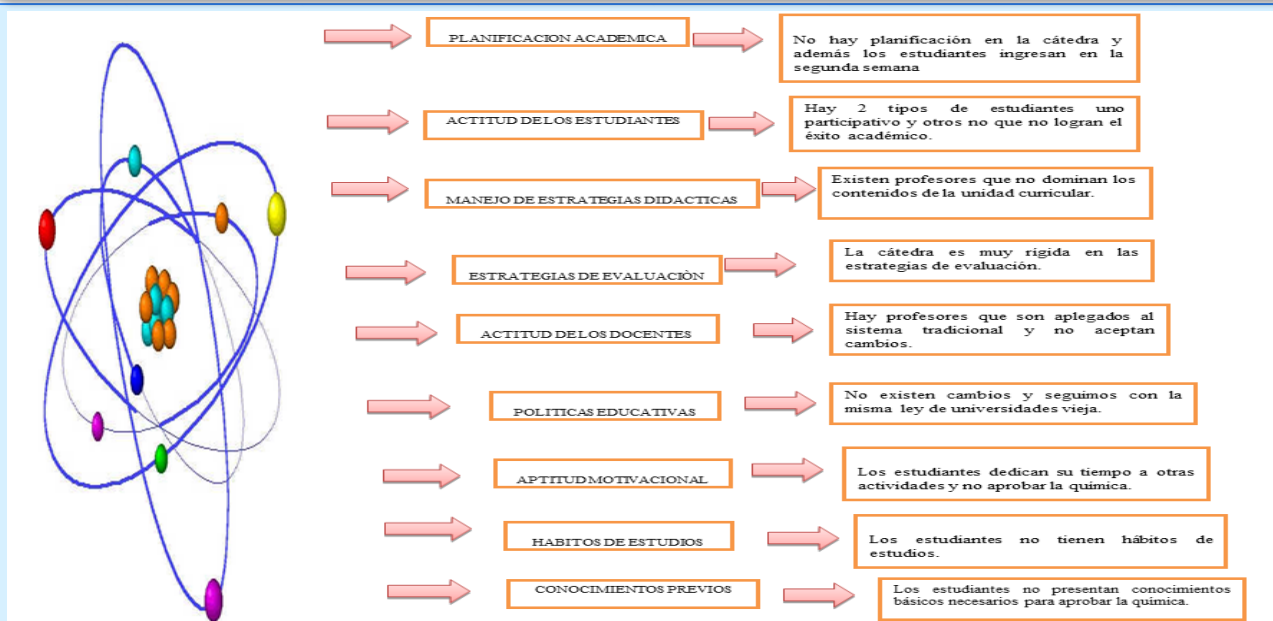 PLANIFICACION ACADEMICA
No hay planificación en la cátedra y
además los estudiantes ingresan en la
segunda semana
ACTITUD DE LOS ESTUDIANTES
Hay 2 tipos de estudiantes uno
participativo y otros no que no logran el
éxito académico.
MANEJO DE ESTRATEGIAS DIDACTICAS
Existen profesores que no dominan los
contenidos de la unidad curricular.
ESTRATEGIAS DE EVALUACIÒN
La cátedra es muy rígida en las
estrategias de evaluación.
ACTITUD DE LOS DOCENTES
Hay profesores que son aplegados al
sistema tradicional y no aceptan
cambios.
POLITICAS EDUCATIVAS
No existen cambios y seguimos con la
misma ley de universidades vieja.
APTITUD MOTIVACIONAL
Los estudiantes dedican su tiempo a otras
actividades y no aprobar la química.
HABITOS DE ESTUDIOS
Los estudiantes no tienen hábitos de
estudios.
CONOCIMIENTOS PREVIOS
Los estudiantes no presentan conocimientos
básicos necesarios para aprobar la química.